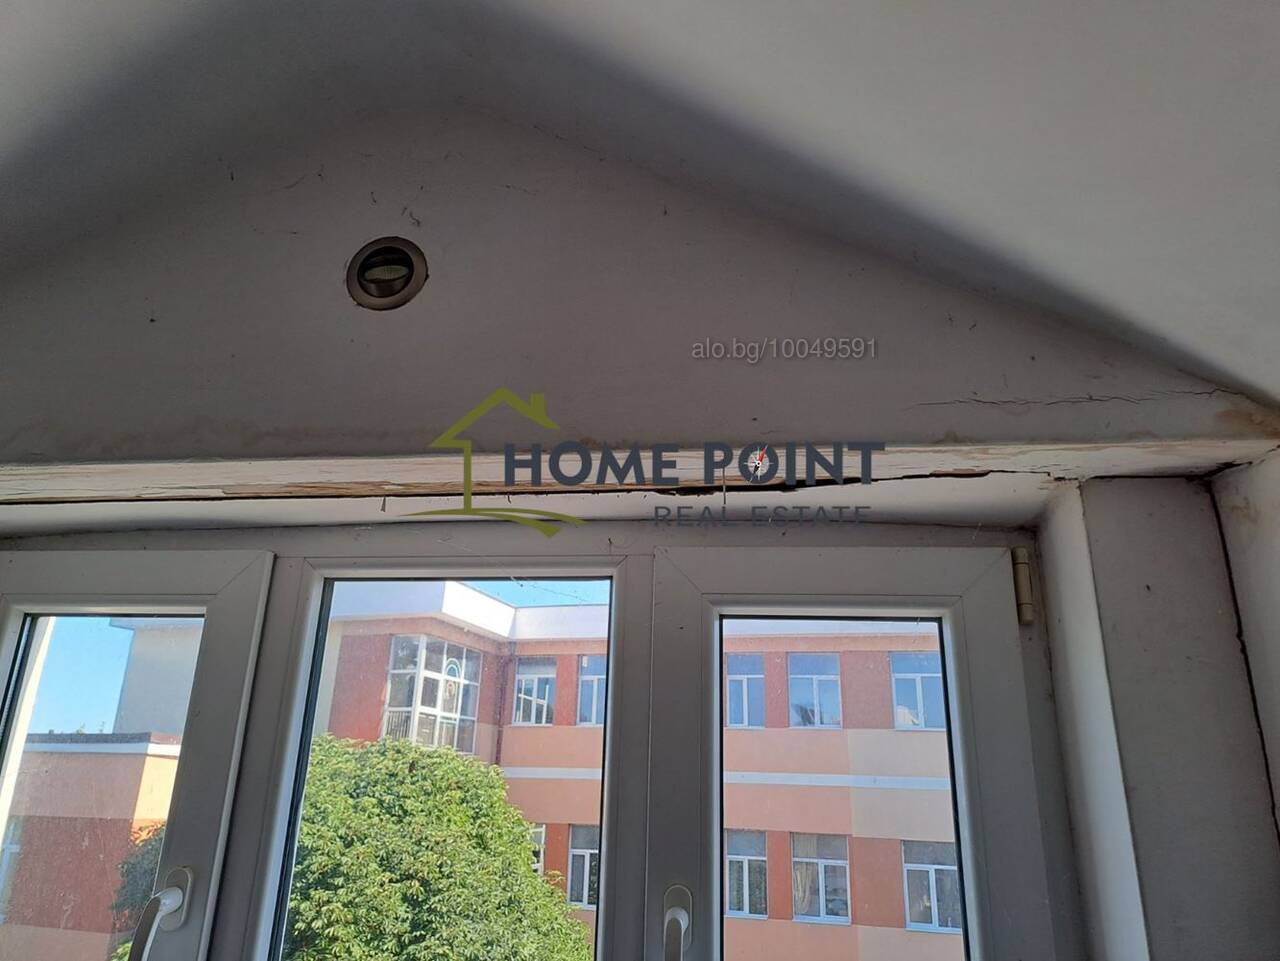 alo.bg/10049591
HOME POINT
REAL ESTATE